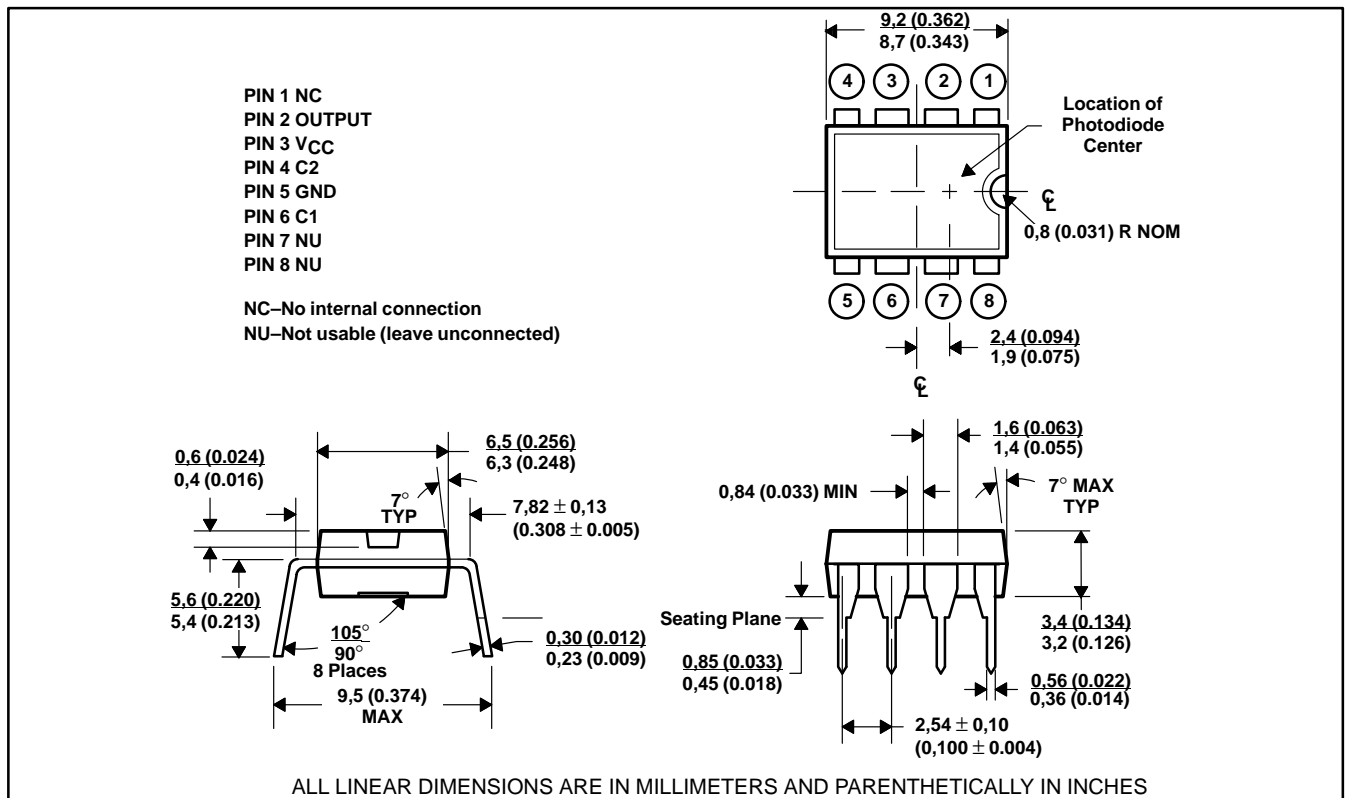 PIN 1 NC
PIN 2 OUTPUT
PIN 3 VCC
PIN 4 C2
PIN 5 GND
PIN 6 C1
PIN 7 NU
PIN 8 NU
NC–No internal connection
NU–Not usable (leave unconnected)
9,2 (0.362)
8,7 (0.343)
4 3 2 1
Location of
Photodiode
Center
℄
0,8 (0.031) R NOM
5 6 7 8
2,4 (0.094)
1,9 (0.075)
℄
0,6 (0.024)
0,4 (0.016)
6,5 (0.256)
6,3 (0.248)
7°
TYP
7,82 ± 0,13
(0.308 ± 0.005)
5,6 (0.220)
5,4 (0.213)
105°
90°
8 Places
0,30 (0.012)
0,23 (0.009)
9,5 (0.374)
MAX
1,6 (0.063)
1,4 (0.055)
0,84 (0.033) MIN
7° MAX
TYP
Seating Plane
0,85 (0.033)
0,45 (0.018)
3,4 (0.134)
3,2 (0.126)
0,56 (0.022)
0,36 (0.014)
2,54 ± 0,10
(0,100 ± 0.004)
ALL LINEAR DIMENSIONS ARE IN MILLIMETERS AND PARENTHETICALLY IN INCHES